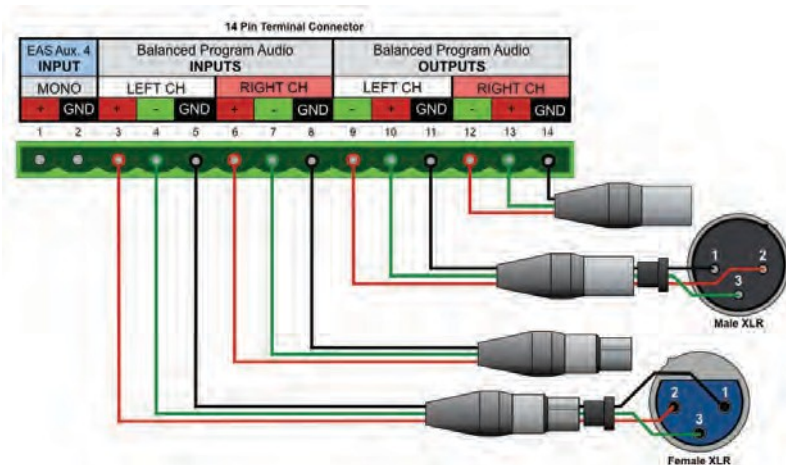 14 Pin Terminal Connector
EAS Aux. 4 Balanced Program Audio Balanced Program Audio
INPUT INPUTS OUTPUTS
MONO LEFT CH RIGHT CH LEFT CH RIGHT CH
+ GND + - GND + - GND - + GND - + GND
1 2 3 4 5 6 7 8 9 10 11 12 13 14
1 2
3
Male XLR
2 1
3
Female XLR